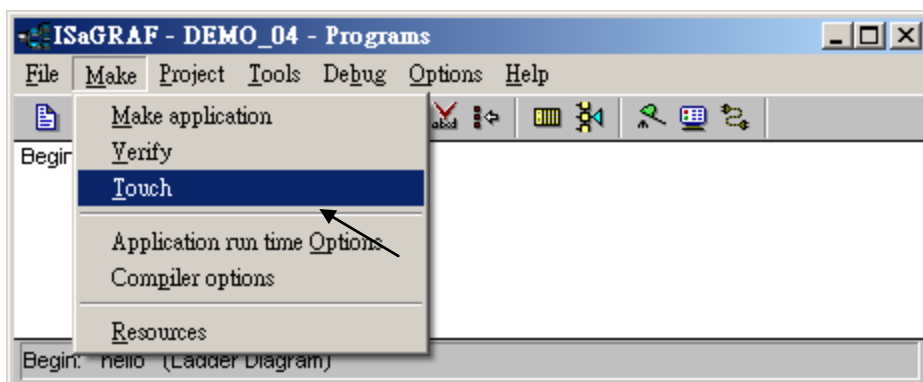 ISaGRAF - DEMO_04 - Programs
File Make Project Tools Debug Options Help
Make application
Verify
Begin
Touch
Application run time Options
Compiler options
Resources
Begin: hello (Ladder Diagram)